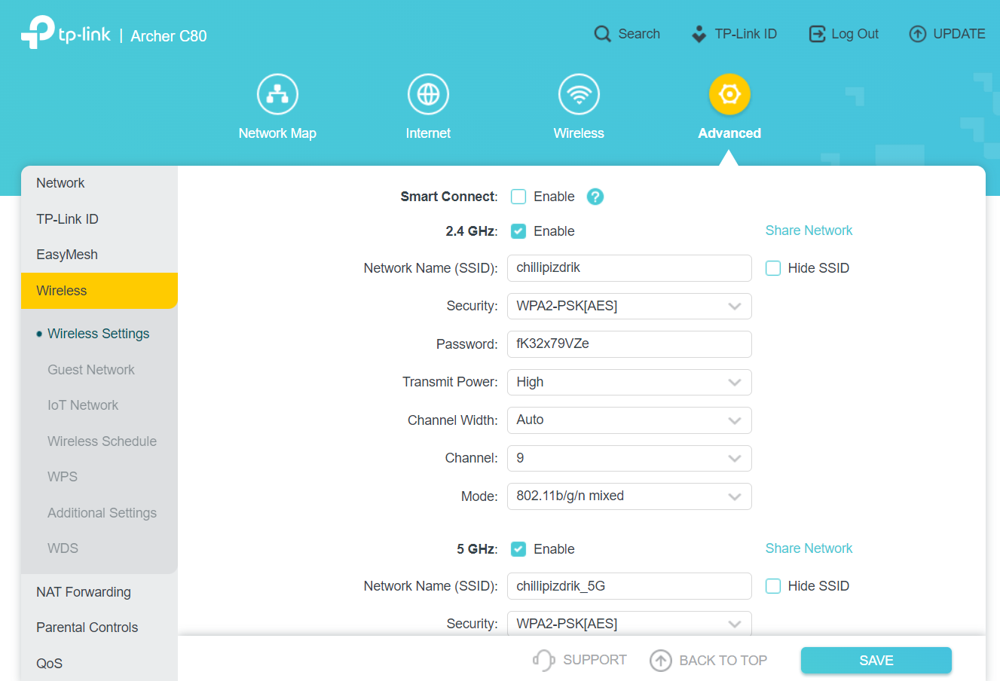 tp-link | Archer C80
Search
TP-Link ID
Log Out
UPDATE
Network Map
Internet
Wireless
Advanced
Network
TP-Link ID
EasyMesh
Wireless
Wireless Settings
Guest Network
IoT Network
Wireless Schedule
WPS
Additional Settings
WDS
NAT Forwarding
Parental Controls
QoS
Smart Connect: Enable ?
2.4 GHz: Enable Share Network
Network Name (SSID): chillipizdrik Hide SSID
Security: WPA2-PSK[AES]
Password: fK32x79VZe
Transmit Power: High
Channel Width: Auto
Channel: 9
Mode: 802.11b/g/n mixed
5 GHz: Enable Share Network
Network Name (SSID): chillipizdrik_5G Hide SSID
Security: WPA2-PSK[AES]
SUPPORT
BACK TO TOP
SAVE